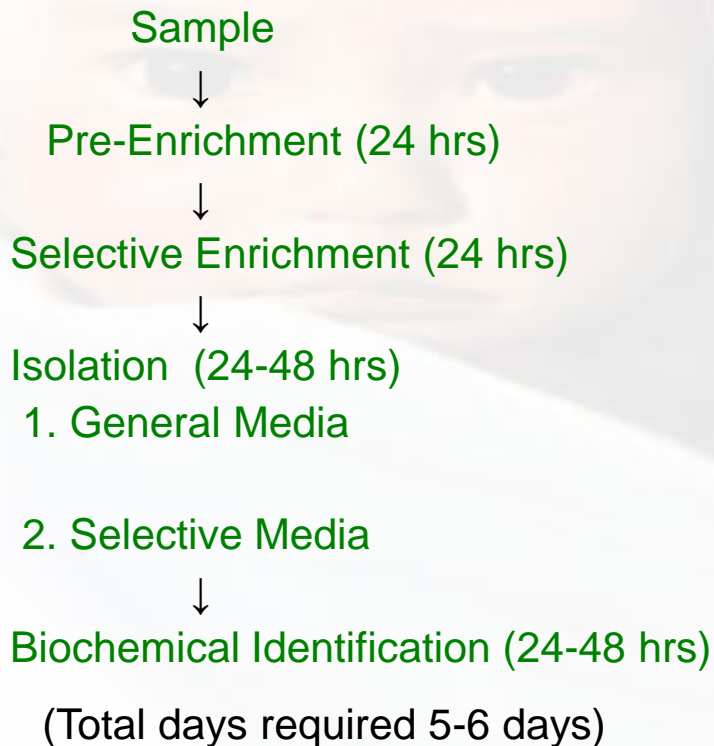 Sample
↓
Pre-Enrichment (24 hrs)
↓
Selective Enrichment (24 hrs)
↓
Isolation (24-48 hrs)
1. General Media
2. Selective Media
↓
Biochemical Identification (24-48 hrs)
(Total days required 5-6 days)